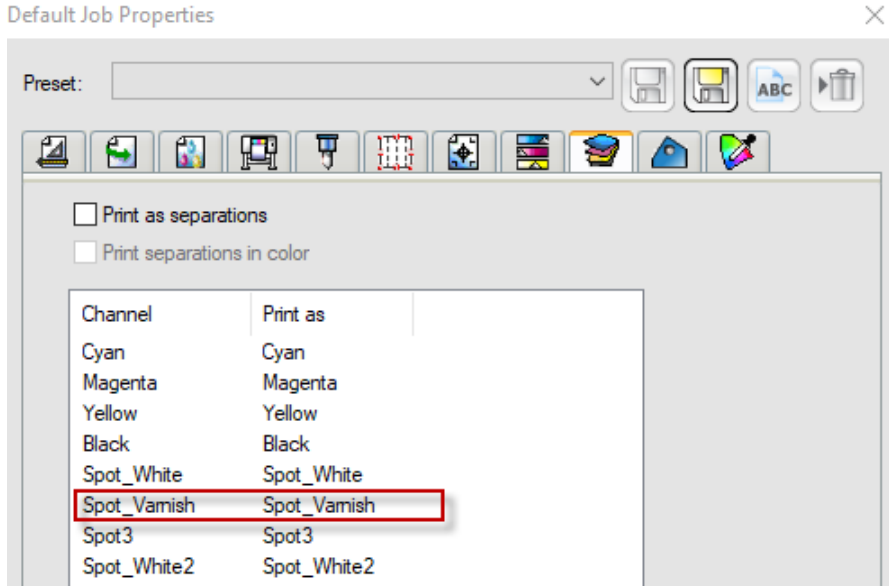 Default Job Properties
Preset:
ABC
Print as separations
Print separations in color
Channel Print as
Cyan Cyan
Magenta Magenta
Yellow Yellow
Black Black
Spot_White Spot_White
Spot_Varnish Spot_Varnish
Spot3 Spot3
Spot_White2 Spot_White2